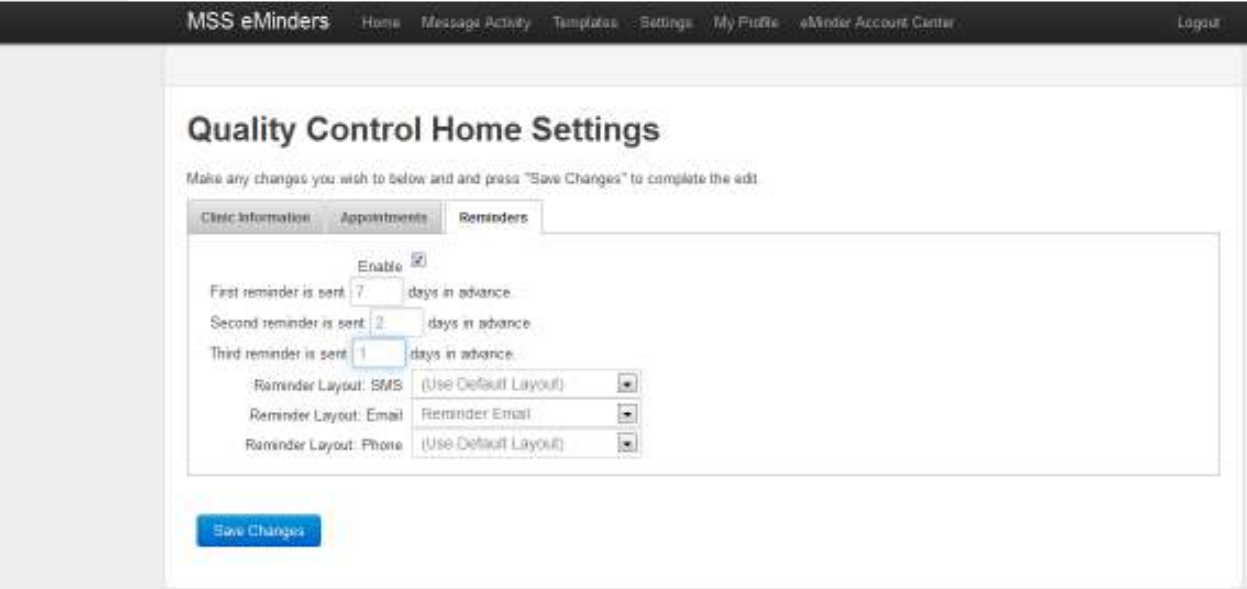 MSS eMinders Home Message Activity Templates Settings My Profile eMinder Account Center Logout
Quality Control Home Settings
Make any changes you wish to below and and press "Save Changes" to complete the edit.
Clinic Information Appointments Reminders
Enable
First reminder is sent 7 days in advance.
Second reminder is sent 2 days in advance.
Third reminder is sent 1 days in advance.
Reminder Layout: SMS (Use Default Layout)
Reminder Layout: Email Reminder Email
Reminder Layout: Phone (Use Default Layout)
Save Changes